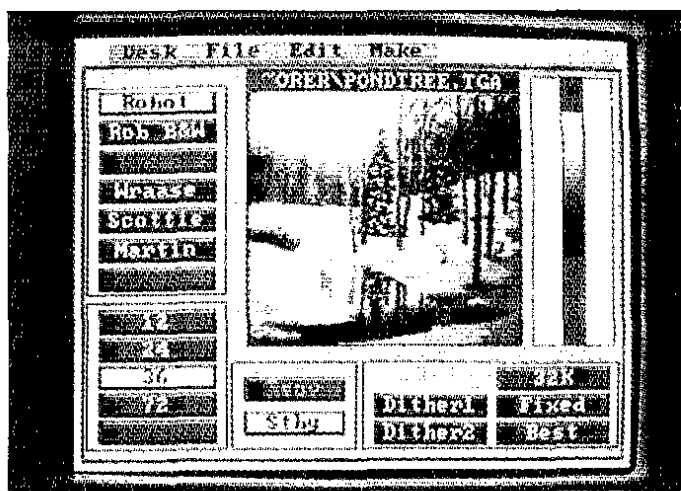 Desk File Edit Make
ORER\PONDTREE.TGA
Robot
Rob B&W
Wraase
Scottie
Martin
12
24
36
72
Stby
32K
Dither1 Fixed
Dither2 Best